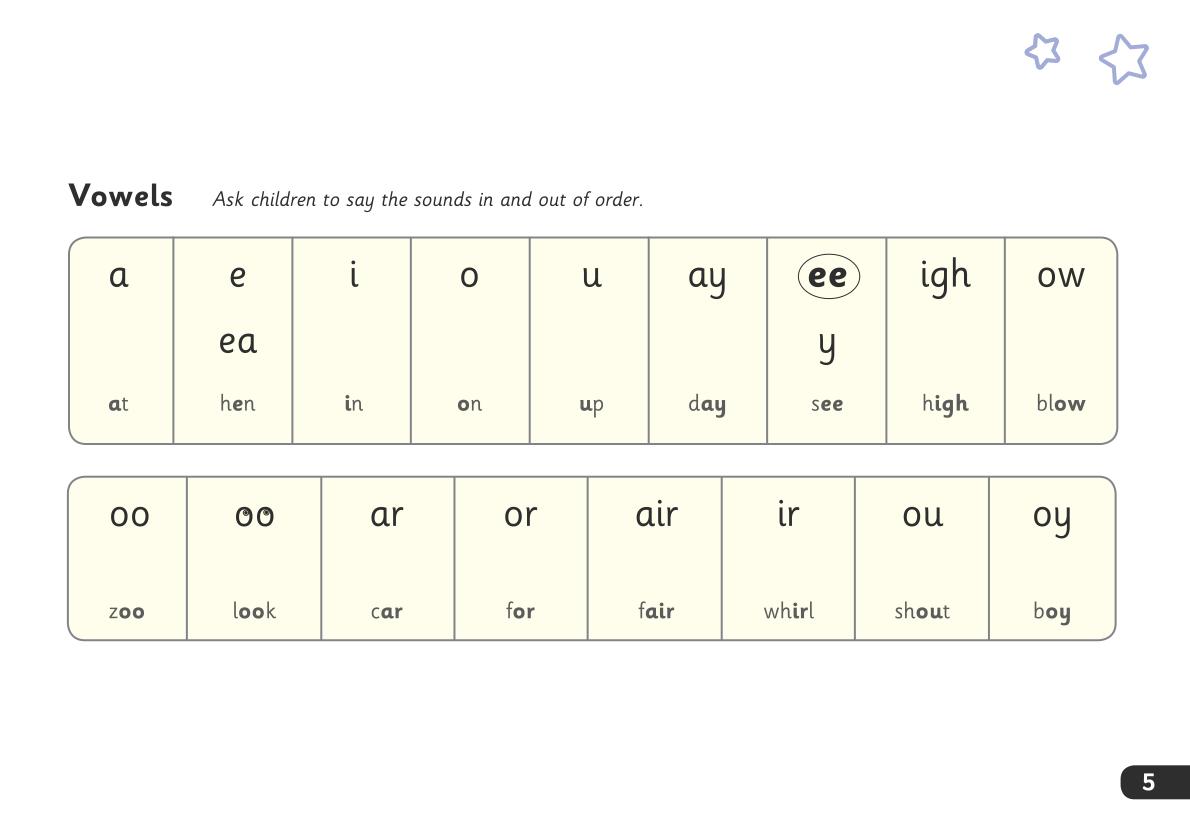 Vowels Ask children to say the sounds in and out of order.
a e i o u ay ee igh ow
ea y
at hen in on up day see high blow
oo oo ar or air ir ou oy
zoo look car for fair whirl shout boy
5